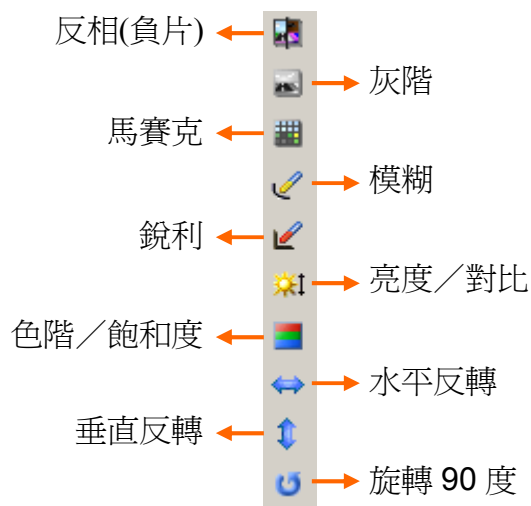 反相(負片)
灰階
馬賽克
模糊
銳利
亮度／對比
色階／飽和度
水平反轉
垂直反轉
旋轉 90 度